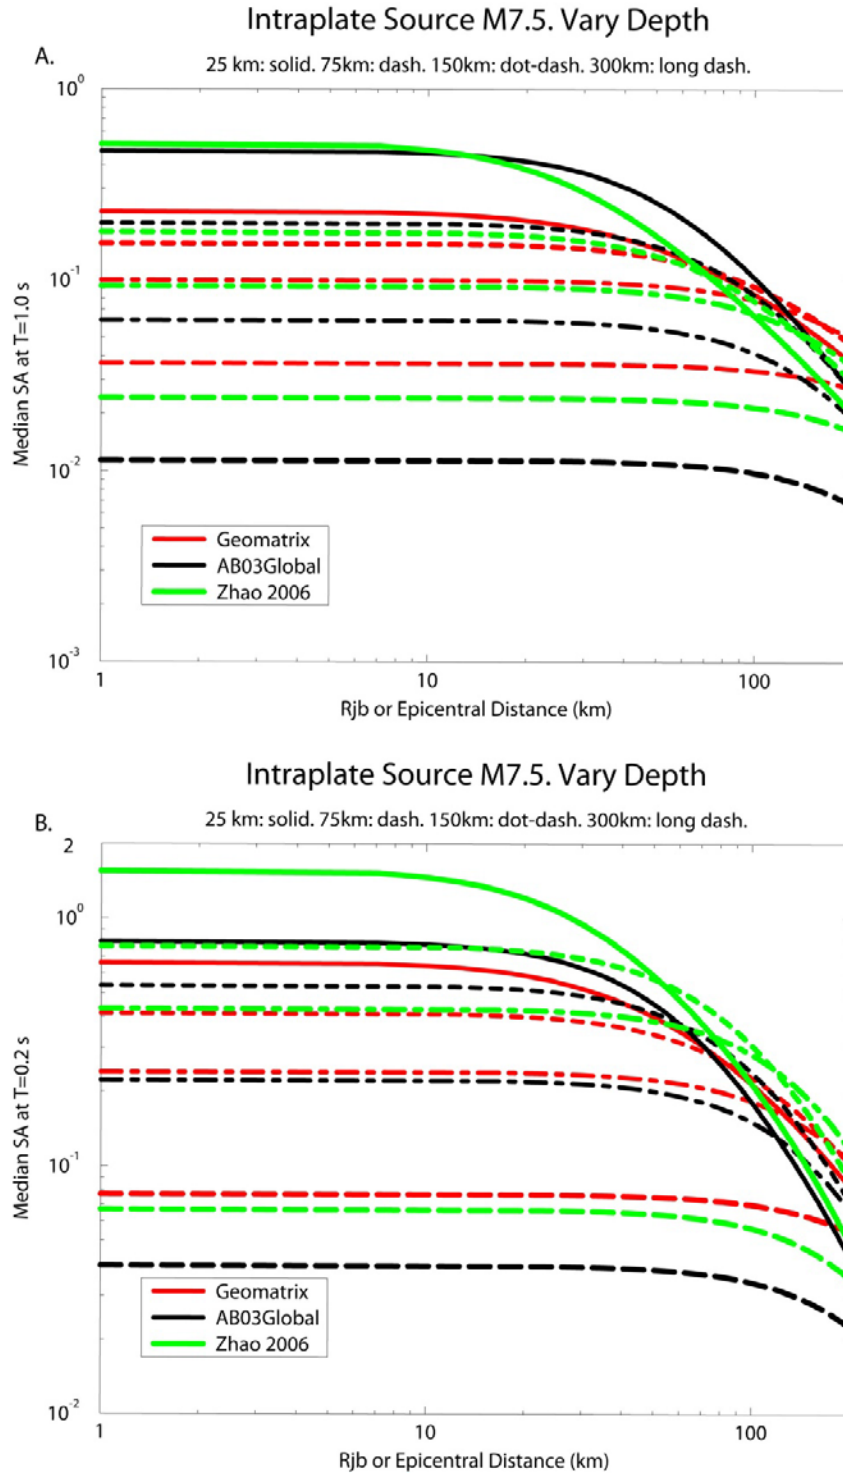 Intraplate Source M7.5. Vary Depth
A.
25 km: solid. 75km: dash. 150km: dot-dash. 300km: long dash.
10^0
10^-1
10^-2
10^-3
Median SA at T=1.0 s
Geomatrix
AB03Global
Zhao 2006
1
10
100
Rjb or Epicentral Distance (km)
Intraplate Source M7.5. Vary Depth
B.
25 km: solid. 75km: dash. 150km: dot-dash. 300km: long dash.
2
10^0
10^-1
10^-2
Median SA at T=0.2 s
Geomatrix
AB03Global
Zhao 2006
1
10
100
Rjb or Epicentral Distance (km)